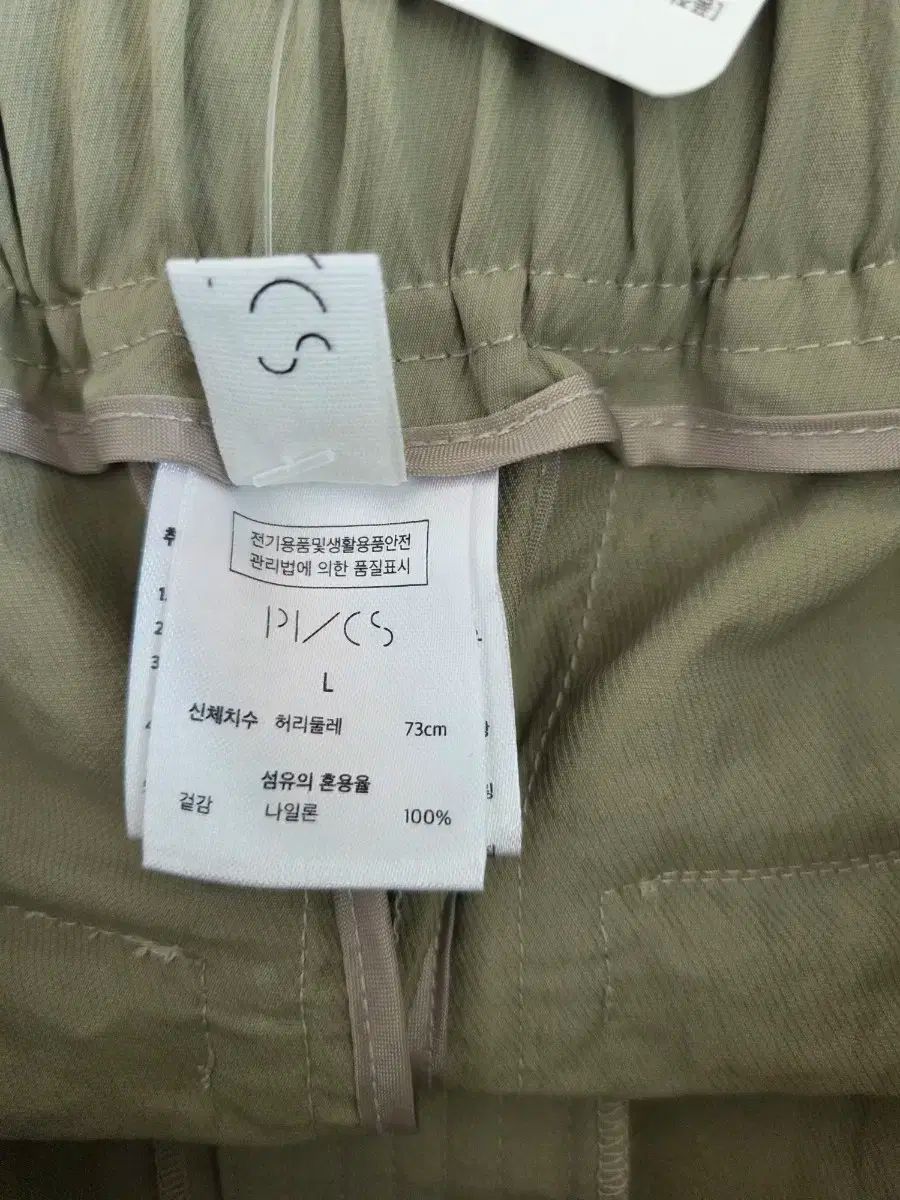 CS
전기용품및생활용품안전
관리법에 의한 품질표시
PI/CS
L
신체치수 허리둘레 73cm
섬유의 혼용율
겉감 나일론 100%